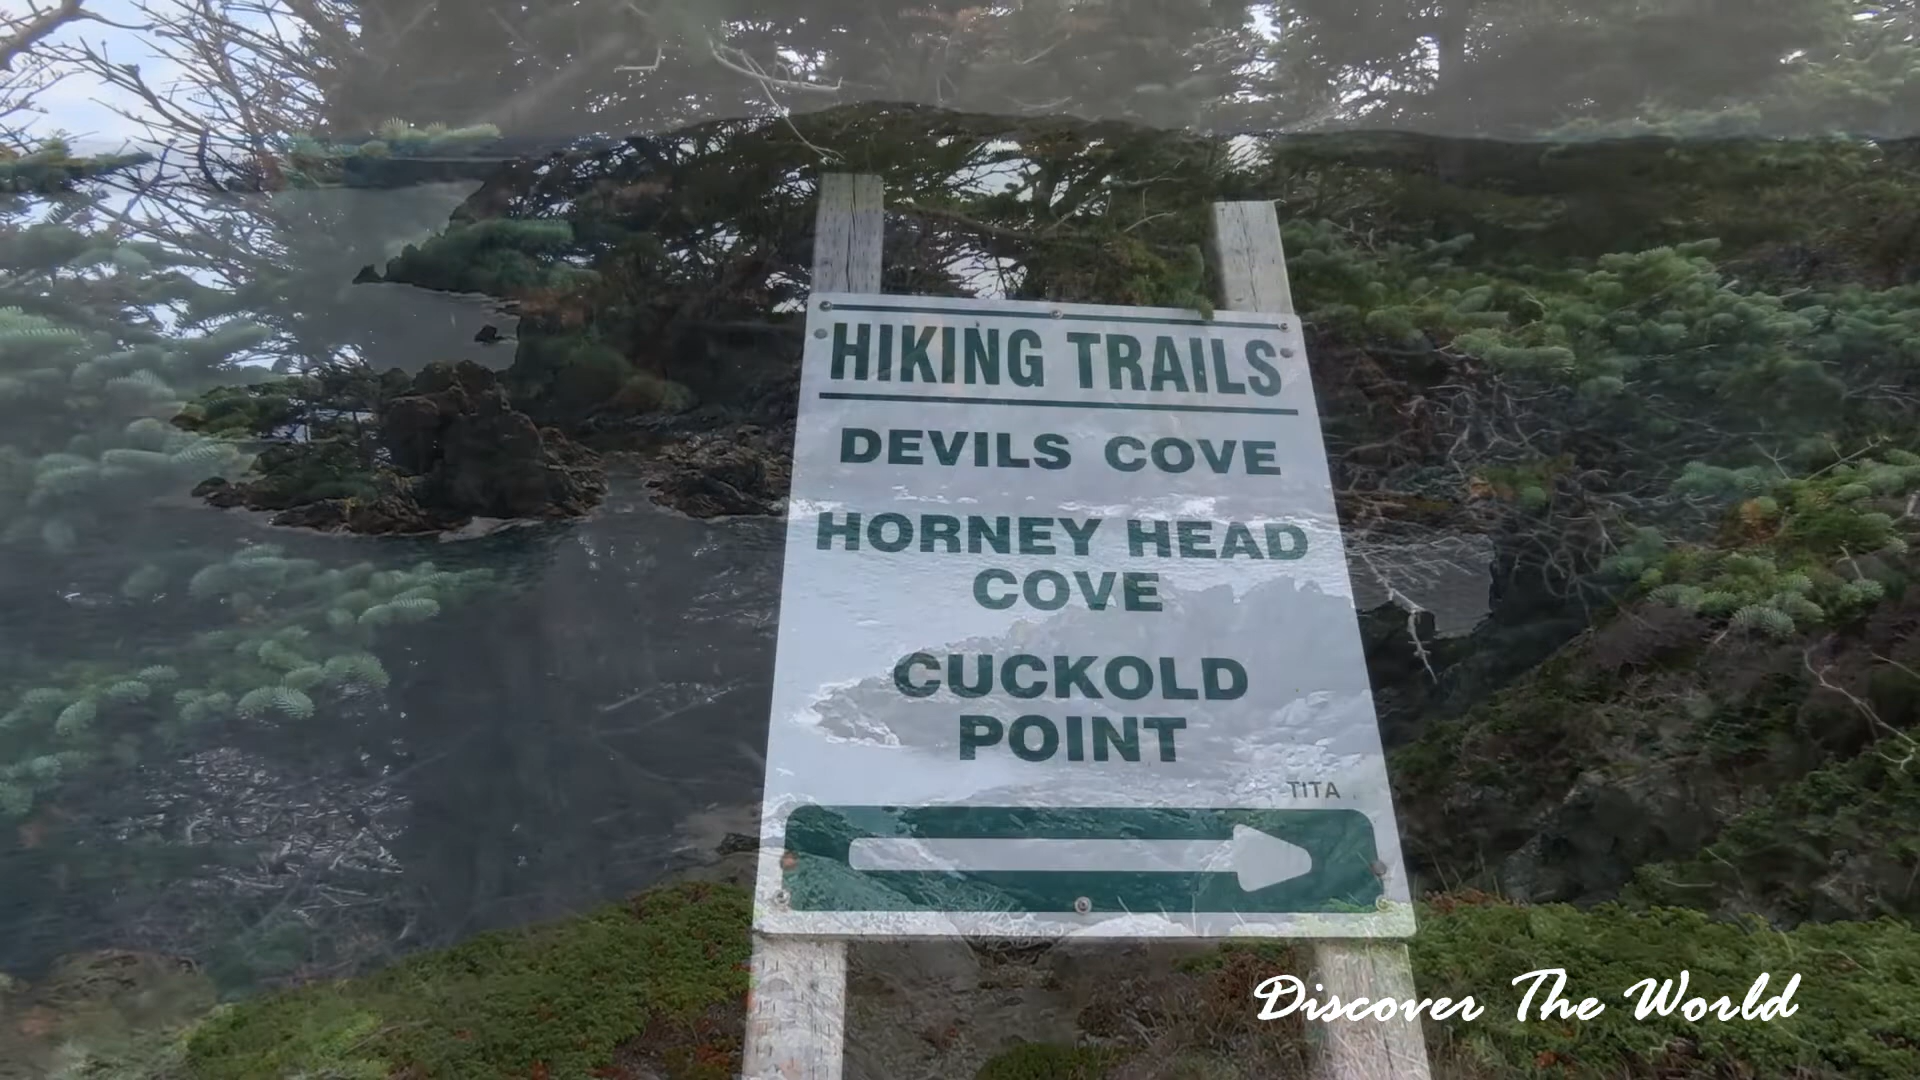 HIKING TRAILS
DEVILS COVE
HORNEY HEAD
COVE
CUCKOLD
POINT
TITA
Discover The World